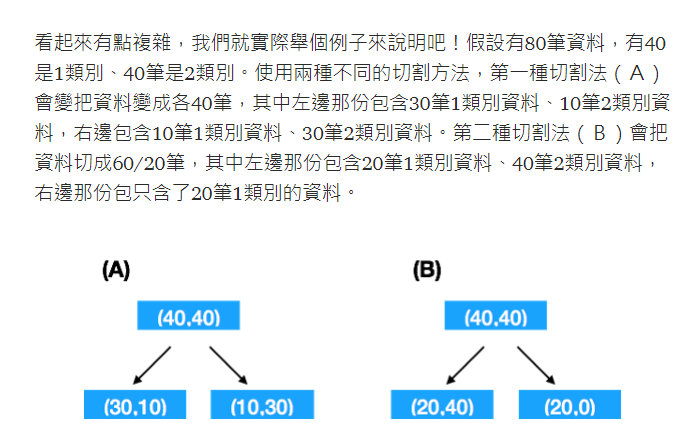 看起來有點複雜，我們就實際舉個例子來說明吧！假設有80筆資料，有40
是1類別、40筆是2類別。使用兩種不同的切割方法，第一種切割法（Ａ）
會變把資料變成各40筆，其中左邊那份包含30筆1類別資料、10筆2類別資
料，右邊包含10筆1類別資料、30筆2類別資料。第二種切割法（Ｂ）會把
資料切成60/20筆，其中左邊那份包含20筆1類別資料、40筆2類別資料，
右邊那份包只含了20筆1類別的資料。
(A) (B)
(40,40) (40,40)
(30,10) (10,30) (20,40) (20,0)